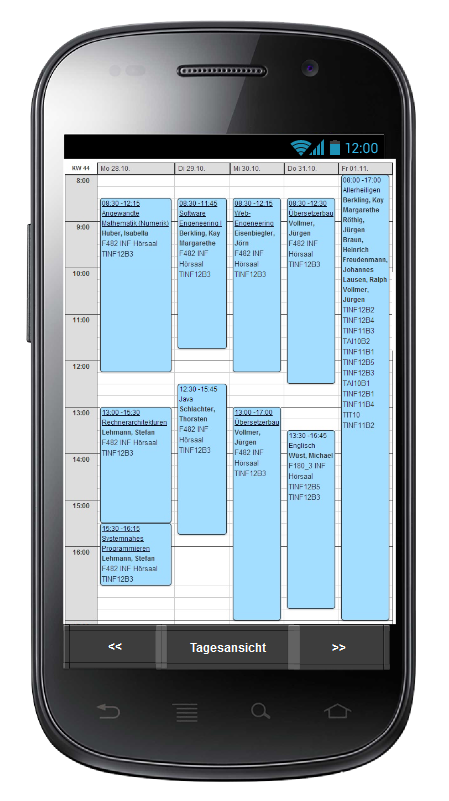 12:00
KW 44
Mo 28.10.
Di 29.10.
Mi 30.10.
Do 31.10.
Fr 01.11.
8:00
9:00
10:00
11:00
12:00
13:00
14:00
15:00
16:00
08:30 -12:15
Angewandte
Mathematik (Numerik)
Huber, Isabella
F482 INF Hörsaal
TINF12B3
13:00 -15:30
Rechnerarchitekturen
Lehmann, Stefan
F482 INF Hörsaal
TINF12B3
15:30 -16:15
Systemnahes
Programmieren
Lehmann, Stefan
F482 INF Hörsaal
TINF12B3
08:30 -11:45
Software
Engeneering I
Berkling, Kay
Margarethe
F482 INF
Hörsaal
TINF12B3
12:30 -15:45
Java
Schlachter,
Thorsten
F482 INF
Hörsaal
TINF12B3
08:30 -12:15
Web-
Engeneering
Eisenbiegler,
Jörn
F482 INF
Hörsaal
TINF12B3
13:00 -17:00
Übersetzerbau
Vollmer,
Jürgen
F482 INF
Hörsaal
TINF12B3
08:30 -12:30
Übersetzerbau
Vollmer,
Jürgen
F482 INF
Hörsaal
TINF12B3
13:30 -16:45
Englisch
Wüst, Michael
F180_3 INF
Hörsaal
TINF12B5
TINF12B3
08:00 -17:00
Allerheiligen
Berkling, Kay
Margarethe
Röthig,
Jürgen
Braun,
Heinrich
Freudenmann,
Johannes
Lausen, Ralph
Vollmer,
Jürgen
TINF12B2
TINF12B4
TINF11B3
TAI10B2
TINF11B1
TINF12B5
TINF12B3
TAI10B1
TINF12B1
TINF11B4
TIT10
TINF11B2
<<
Tagesansicht
>>